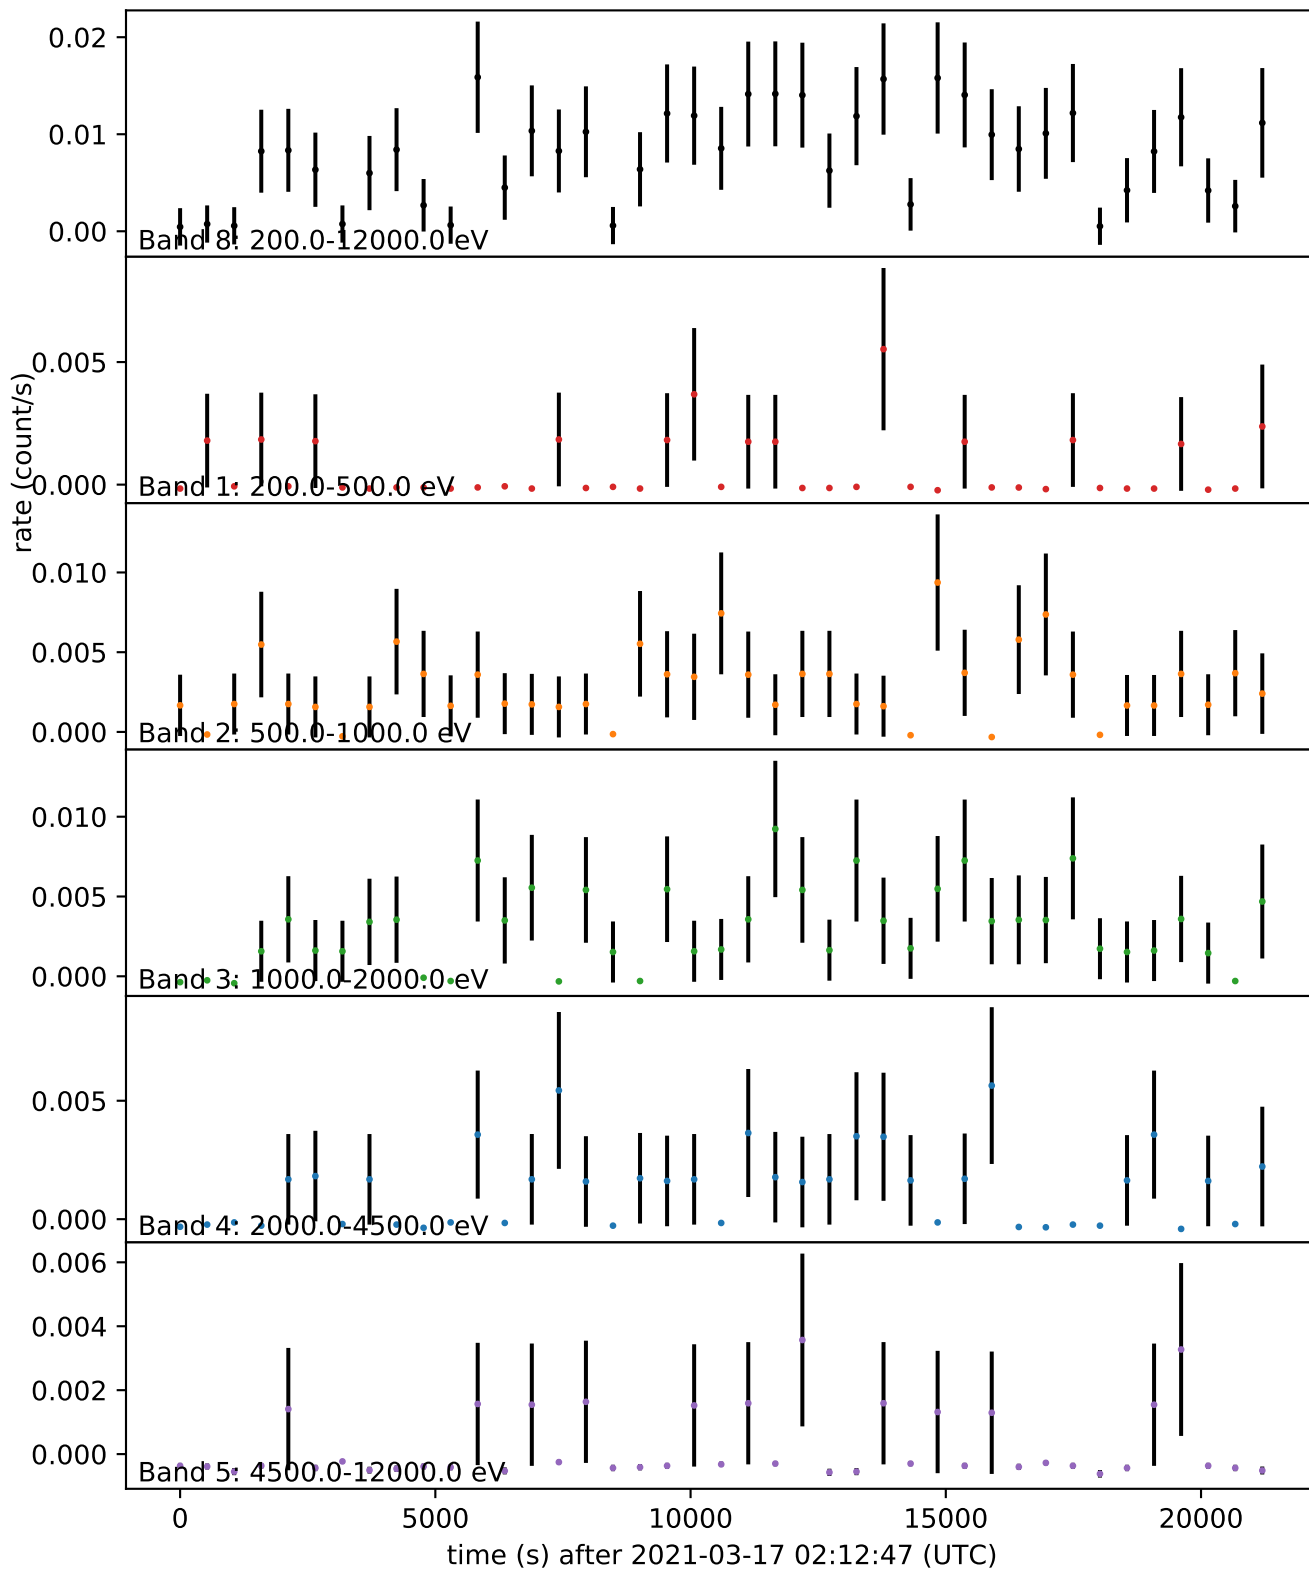 0.02
0.01
0.00
Band 8: 200.0-12000.0 eV
0.005
0.000
Band 1: 200.0-500.0 eV
rate (count/s)
0.010
0.005
0.000
Band 2: 500.0-1000.0 eV
0.010
0.005
0.000
Band 3: 1000.0-2000.0 eV
0.005
0.000
Band 4: 2000.0-4500.0 eV
0.006
0.004
0.002
0.000
Band 5: 4500.0-12000.0 eV
0 5000 10000 15000 20000
time (s) after 2021-03-17 02:12:47 (UTC)